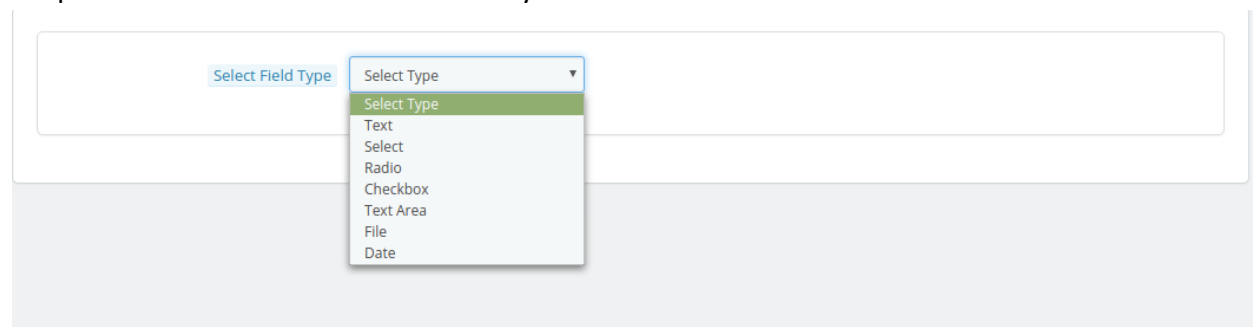 Select Field Type Select Type
Select Type
Text
Select
Radio
Checkbox
Text Area
File
Date